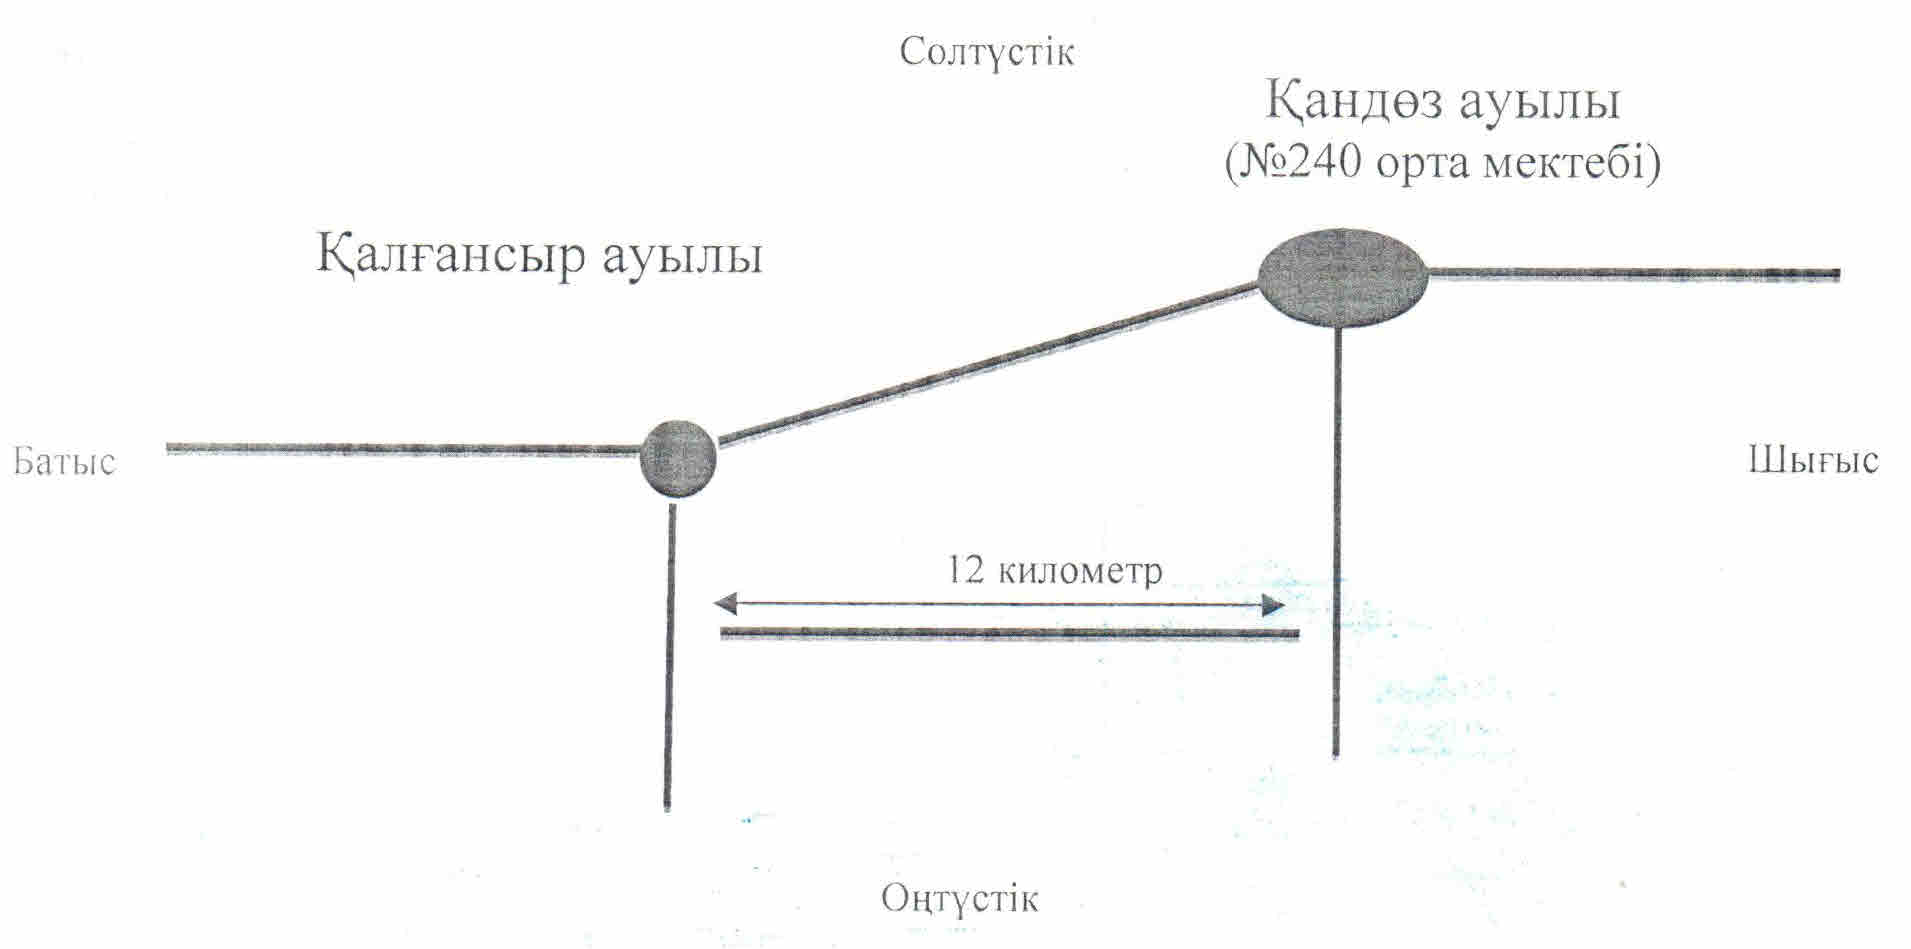 Солтүстік
Қандөз ауылы
(№240 орта мектебі)
Қалғансыр ауылы
Батыс
Шығыс
12 километр
Оңтүстік